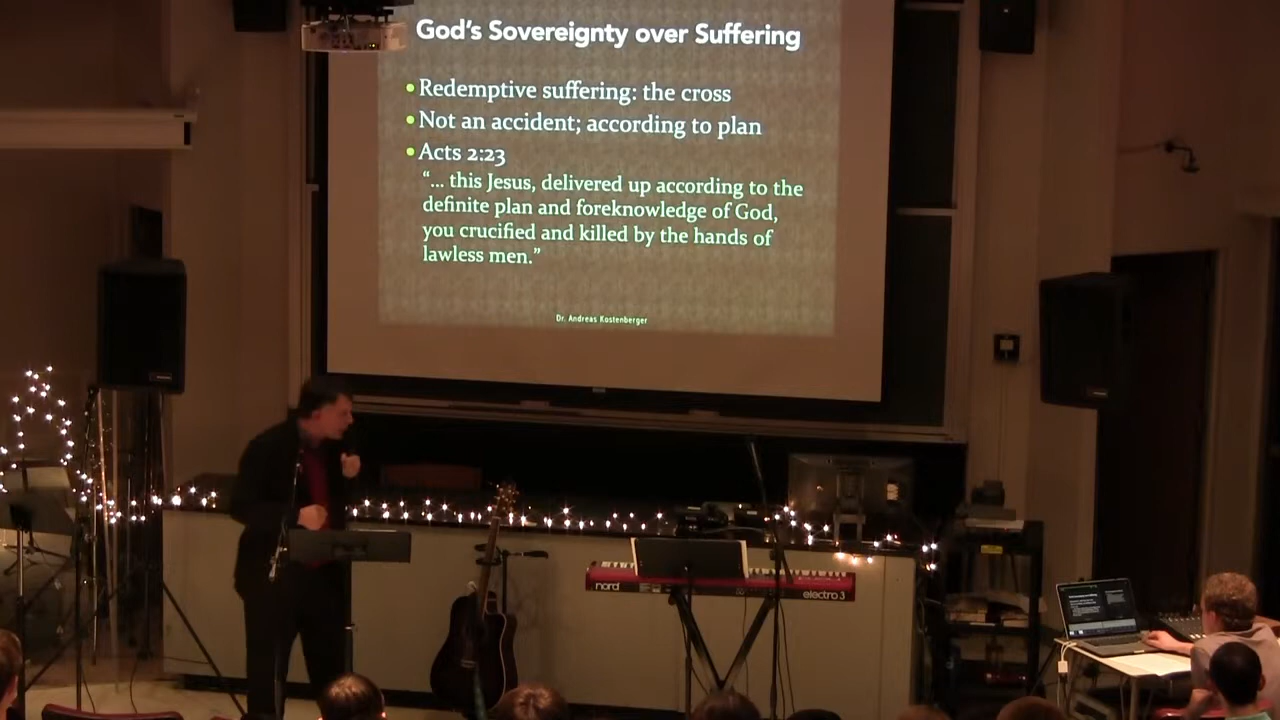 God's Sovereignty over Suffering
• Redemptive suffering: the cross
• Not an accident; according to plan
• Acts 2:23
“... this Jesus, delivered up according to the
definite plan and foreknowledge of God,
you crucified and killed by the hands of
lawless men.”
Dr. Andreas Kostenberger
nord
electro 3